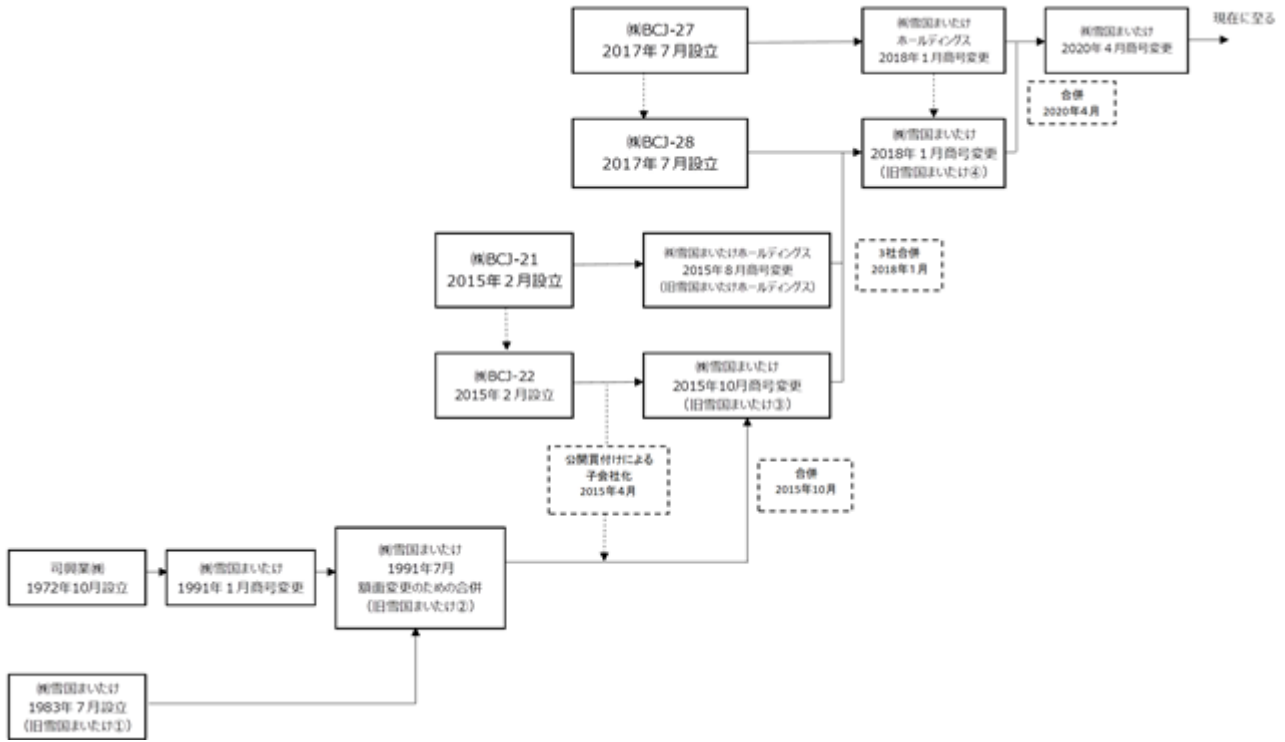 ㈱BCJ-27
2017年7月設立
㈱雪国まいたけ
ホールディングス
2018年1月商号変更
㈱雪国まいたけ
2020年4月商号変更
現在に至る
合併
2020年4月
㈱BCJ-28
2017年7月設立
㈱雪国まいたけ
2018年1月商号変更
（旧雪国まいたけ④）
㈱BCJ-21
2015年2月設立
㈱雪国まいたけホールディングス
2015年8月商号変更
(旧雪国まいたけホールディングス)
3社合併
2018年1月
㈱BCJ-22
2015年2月設立
㈱雪国まいたけ
2015年10月商号変更
（旧雪国まいたけ③）
公開買付けによる
子会社化
2015年4月
合併
2015年10月
司興業㈱
1972年10月設立
㈱雪国まいたけ
1991年1月商号変更
㈱雪国まいたけ
1991年7月
額面変更のための合併
（旧雪国まいたけ②）
㈱雪国まいたけ
1983年7月設立
（旧雪国まいたけ①）